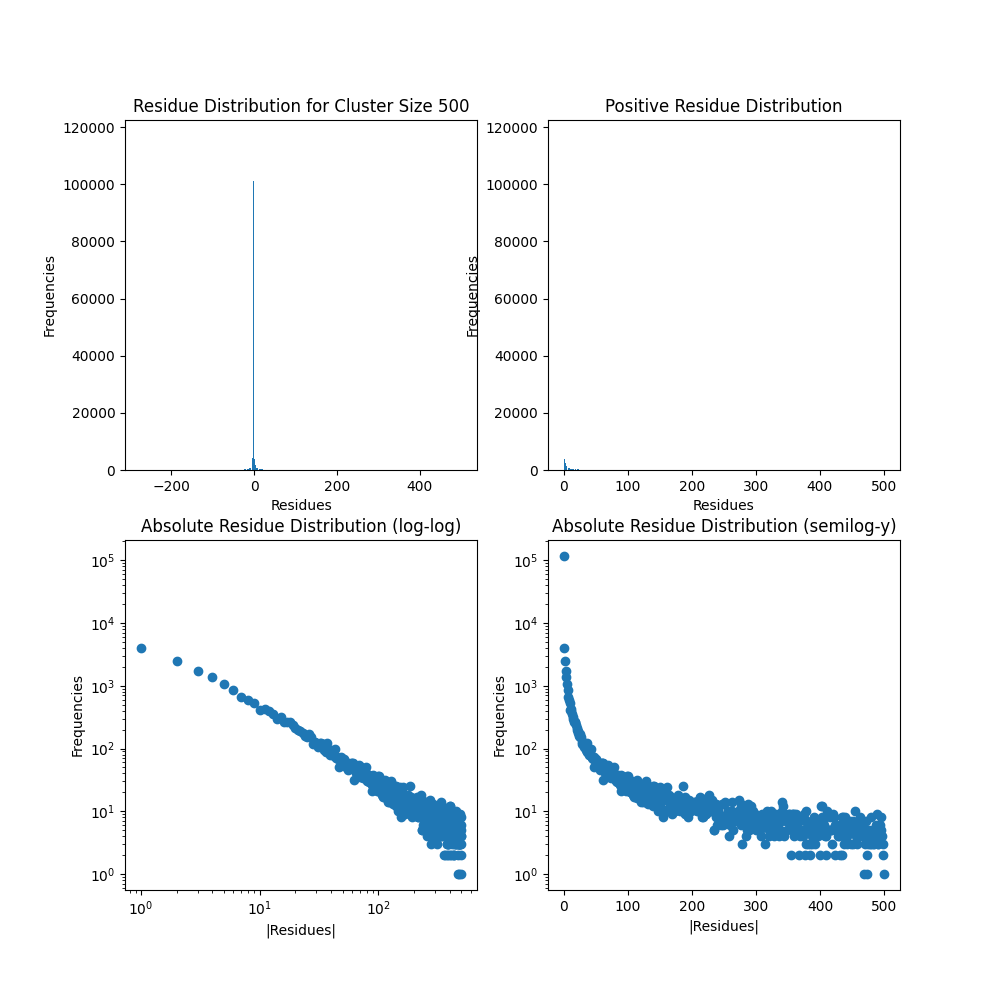 Residue Distribution for Cluster Size 500
120000
100000
80000
60000
40000
20000
0
Frequencies
−200 0 200 400
Residues
Positive Residue Distribution
120000
100000
80000
60000
40000
20000
0
Frequencies
0 100 200 300 400 500
Residues
Absolute Residue Distribution (log-log)
10⁵
10⁴
10³
10²
10¹
10⁰
Frequencies
10⁰ 10¹ 10²
|Residues|
Absolute Residue Distribution (semilog-y)
10⁵
10⁴
10³
10²
10¹
10⁰
Frequencies
0 100 200 300 400 500
|Residues|